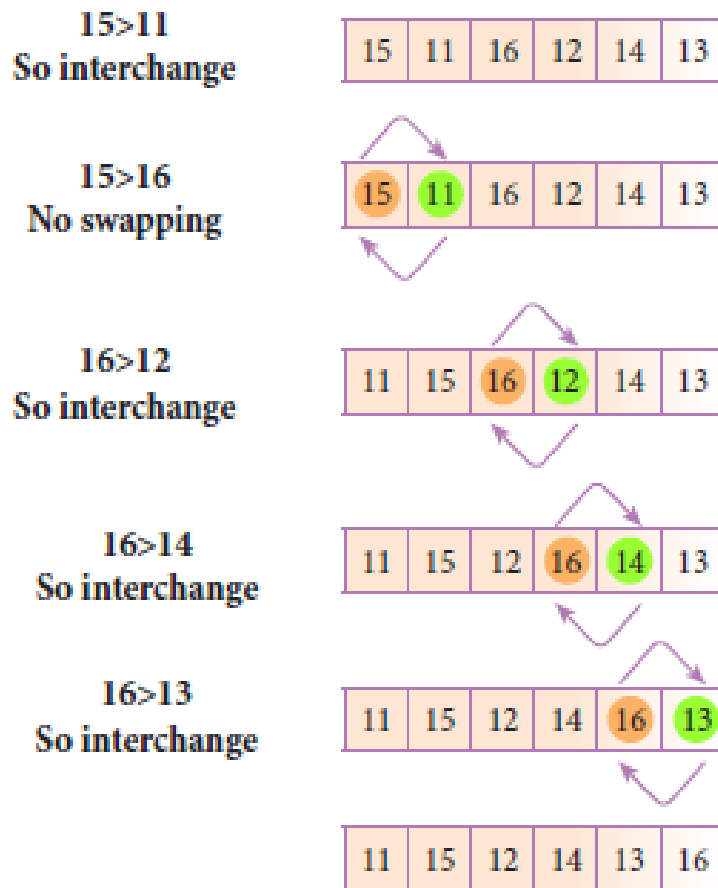 15>11
So interchange
15 11 16 12 14 13
15>16
No swapping
15 11 16 12 14 13
16>12
So interchange
11 15 16 12 14 13
16>14
So interchange
11 15 12 16 14 13
16>13
So interchange
11 15 12 14 16 13
11 15 12 14 13 16